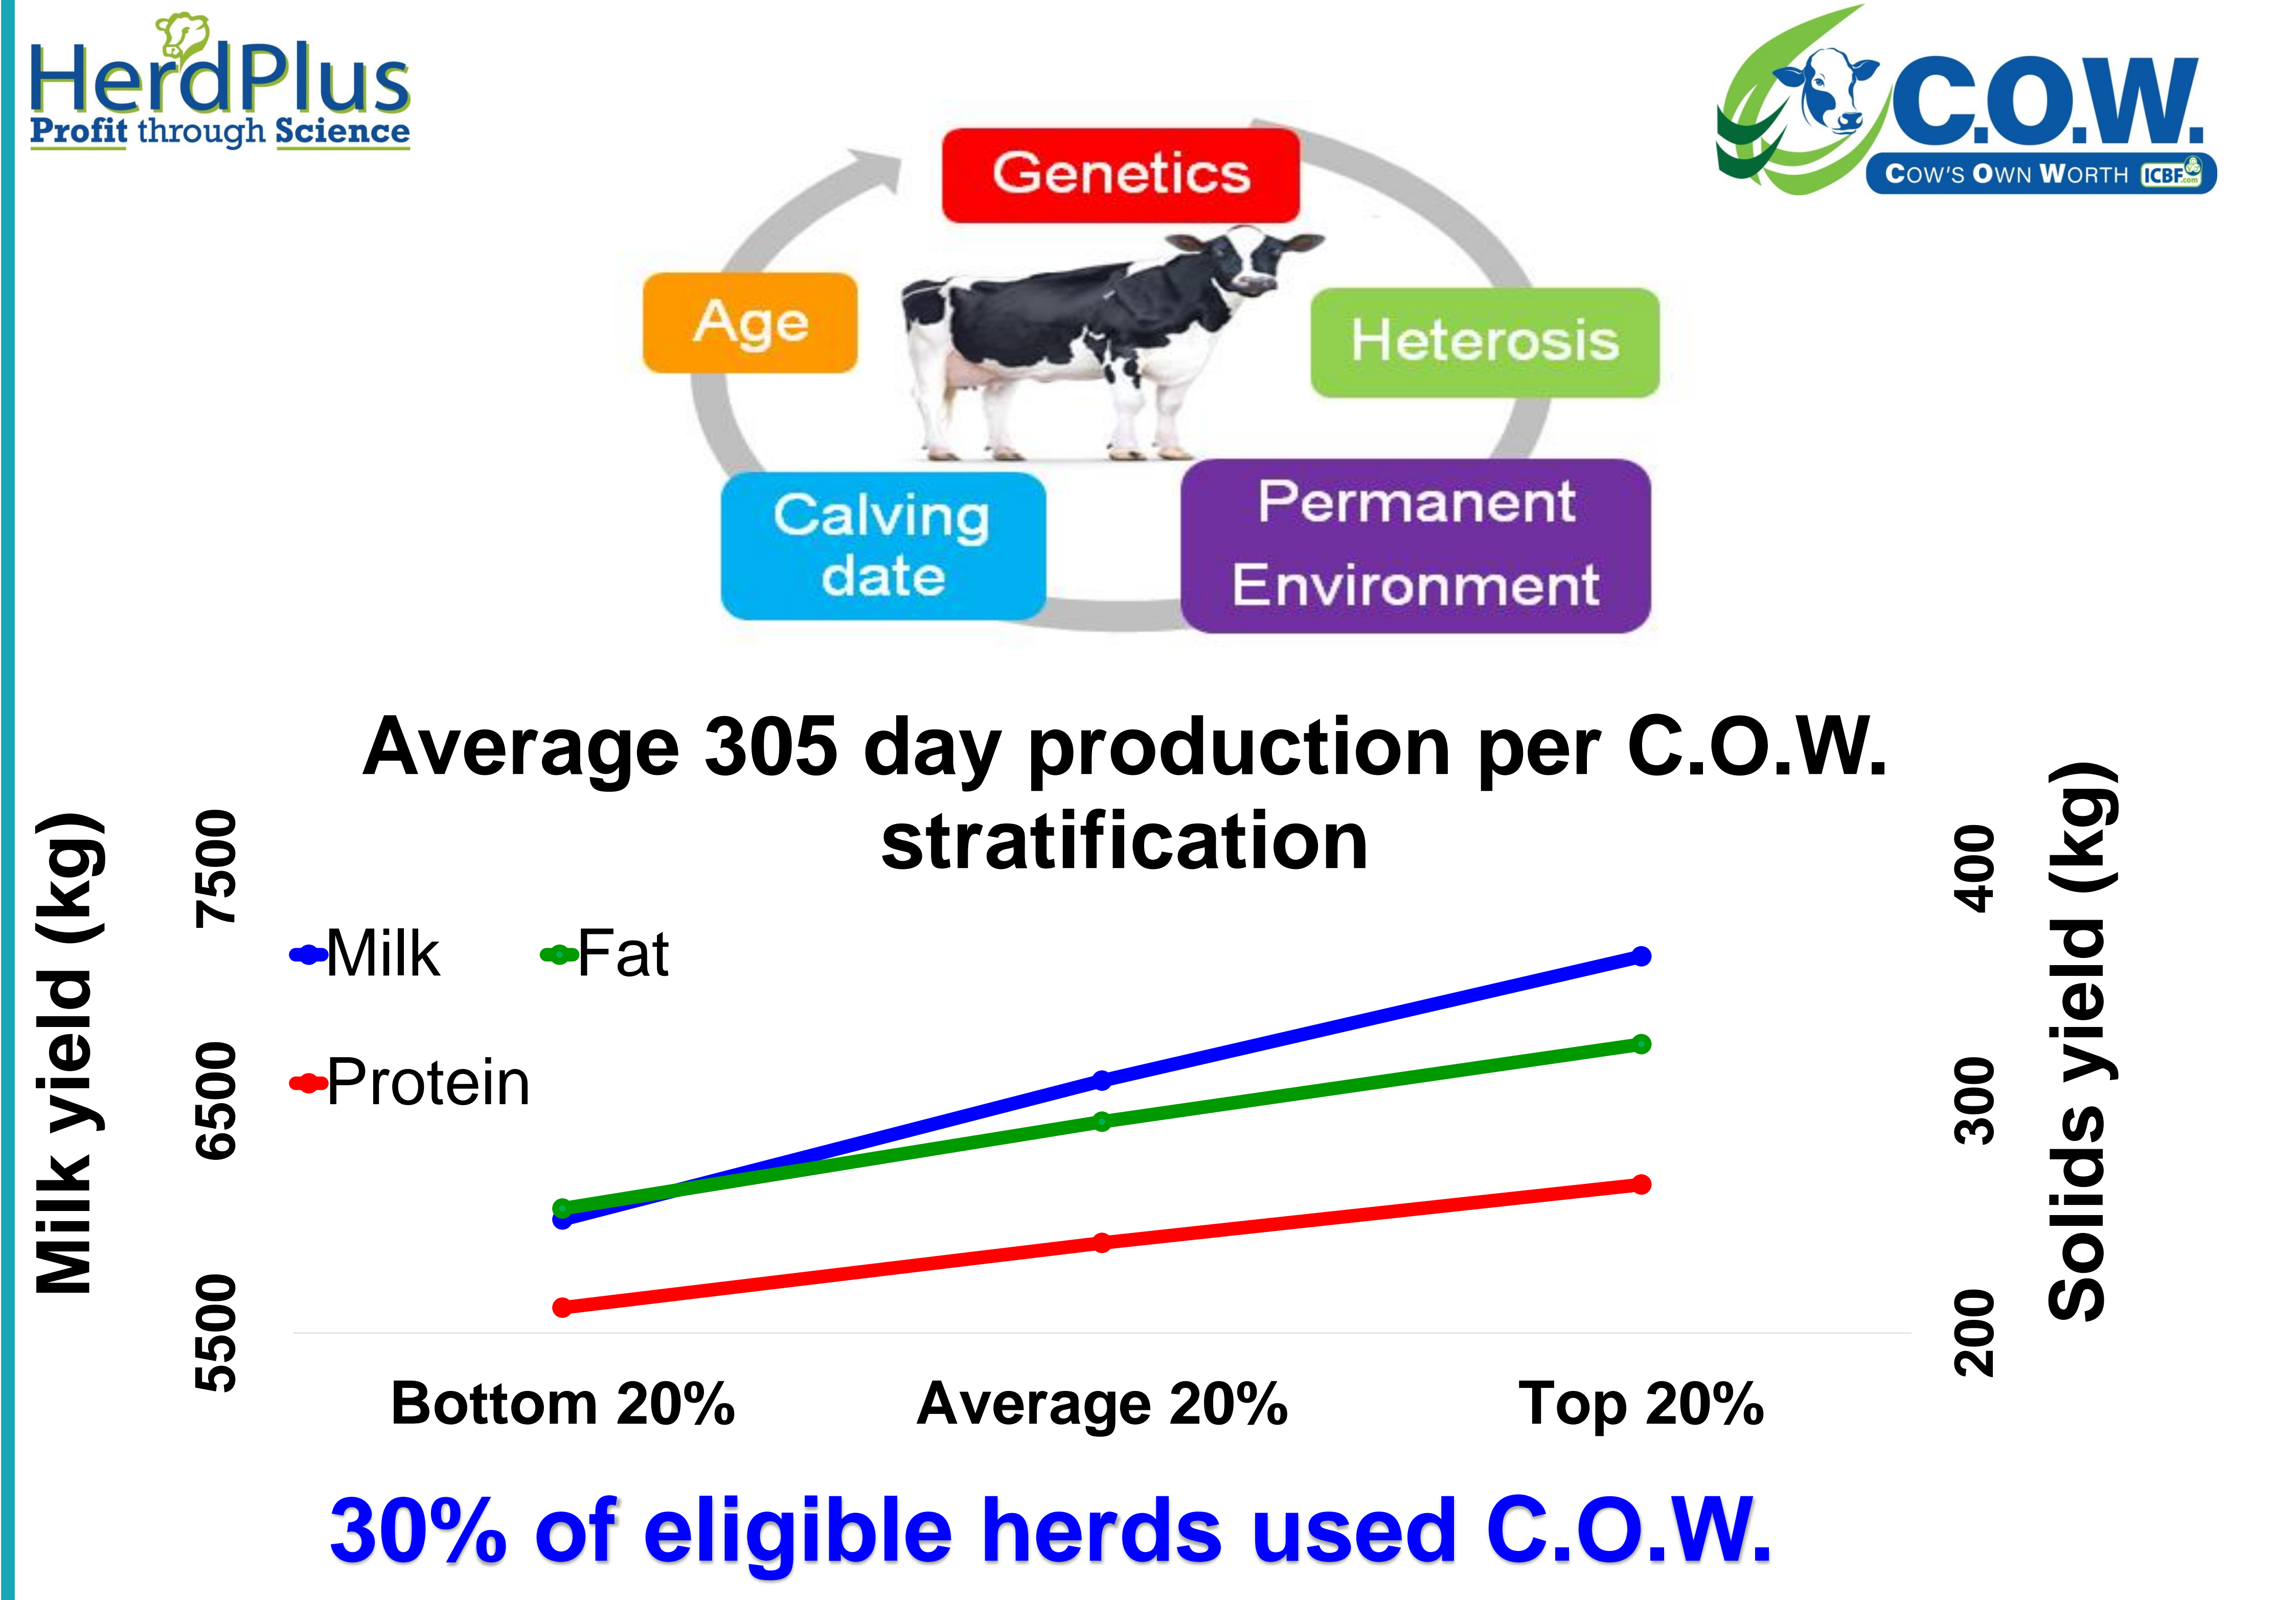 HerdPlus
Profit through Science
C.O.W.
COW'S OWN WORTH ICBF.com
Genetics
Age
Heterosis
Calving
date
Permanent
Environment
Average 305 day production per C.O.W.
stratification
Milk yield (kg)
7500
6500
5500
Milk
Fat
Protein
400
300
200
Solids yield (kg)
Bottom 20%
Average 20%
Top 20%
30% of eligible herds used C.O.W.